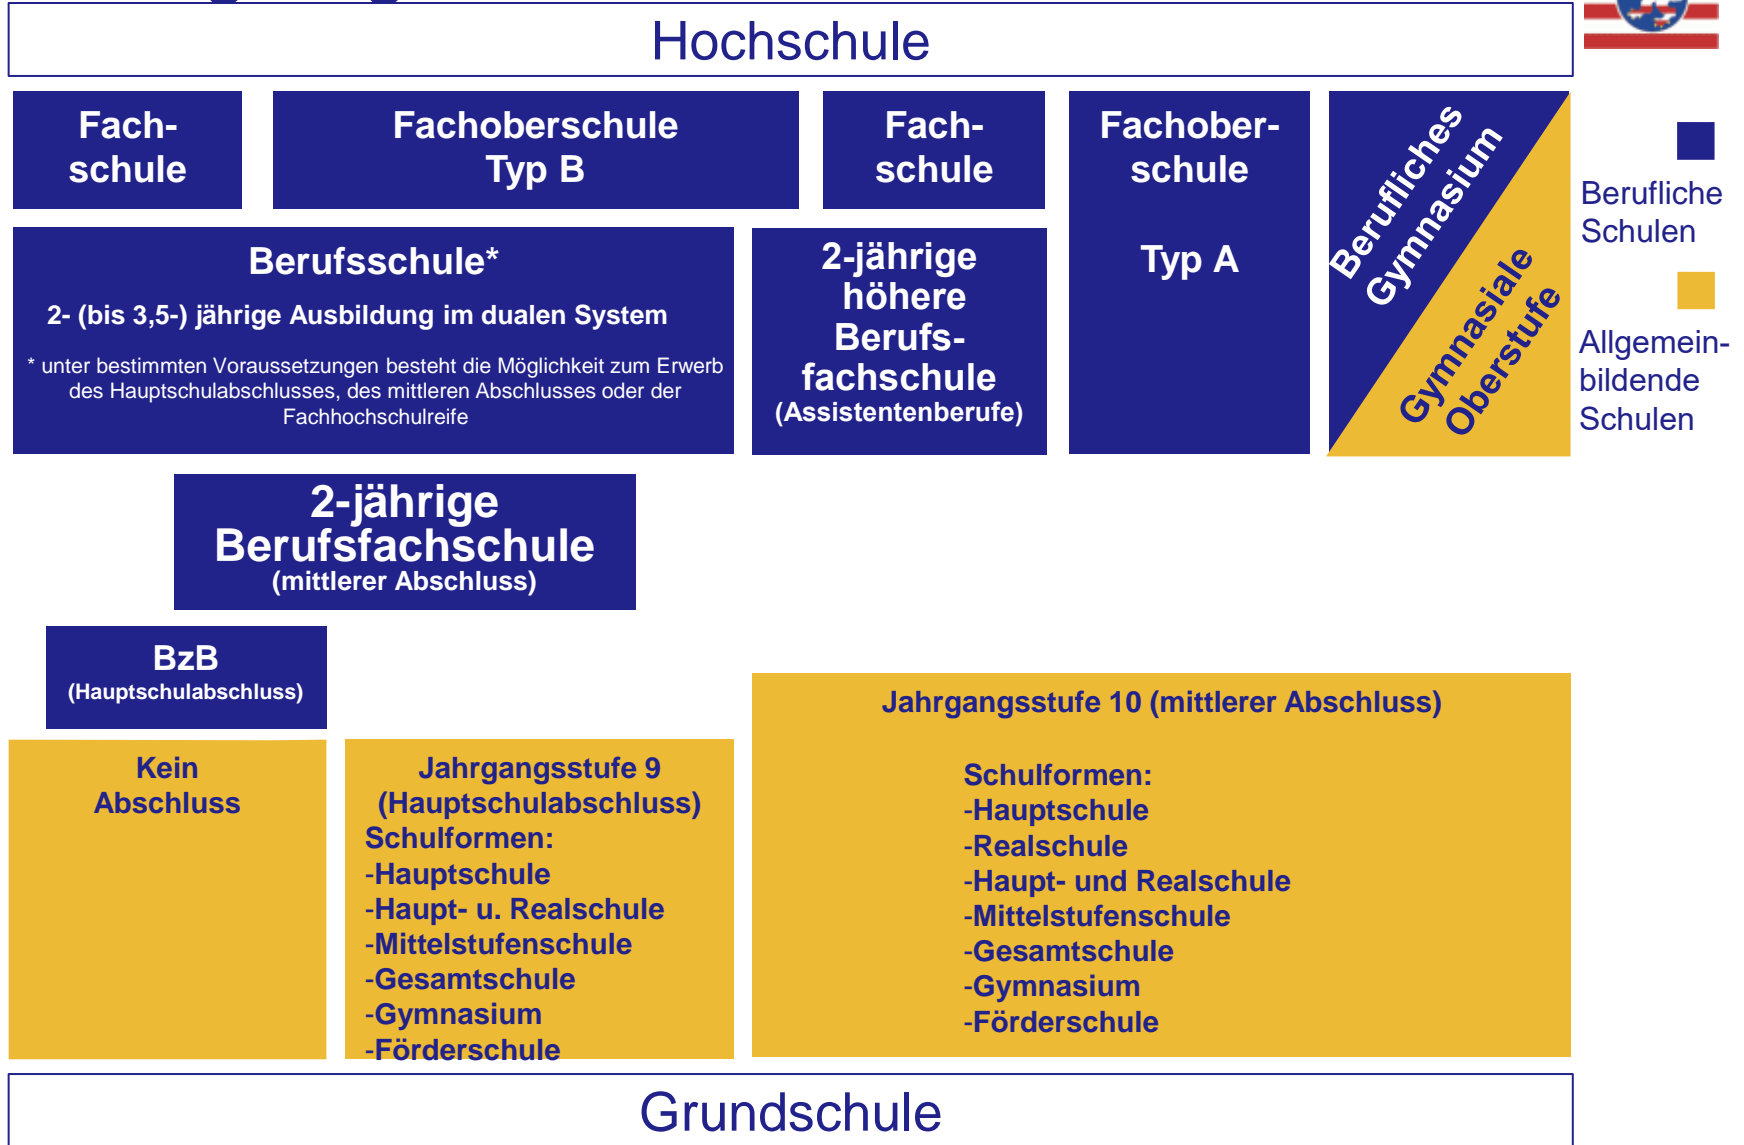 Hochschule
Fach-
schule
Fachoberschule
Typ B
Fach-
schule
Fachober-
schule
Typ A
Berufliches
Gymnasium
Gymnasiale
Oberstufe
Berufliche
Schulen
Allgemein-
bildende
Schulen
Berufsschule*
2- (bis 3,5-) jährige Ausbildung im dualen System
* unter bestimmten Voraussetzungen besteht die Möglichkeit zum Erwerb
des Hauptschulabschlusses, des mittleren Abschlusses oder der
Fachhochschulreife
2-jährige
höhere
Berufs-
fachschule
(Assistentenberufe)
2-jährige
Berufsfachschule
(mittlerer Abschluss)
BzB
(Hauptschulabschluss)
Kein
Abschluss
Jahrgangsstufe 9
(Hauptschulabschluss)
Schulformen:
-Hauptschule
-Haupt- u. Realschule
-Mittelstufenschule
-Gesamtschule
-Gymnasium
-Förderschule
Jahrgangsstufe 10 (mittlerer Abschluss)
Schulformen:
-Hauptschule
-Realschule
-Haupt- und Realschule
-Mittelstufenschule
-Gesamtschule
-Gymnasium
-Förderschule
Grundschule